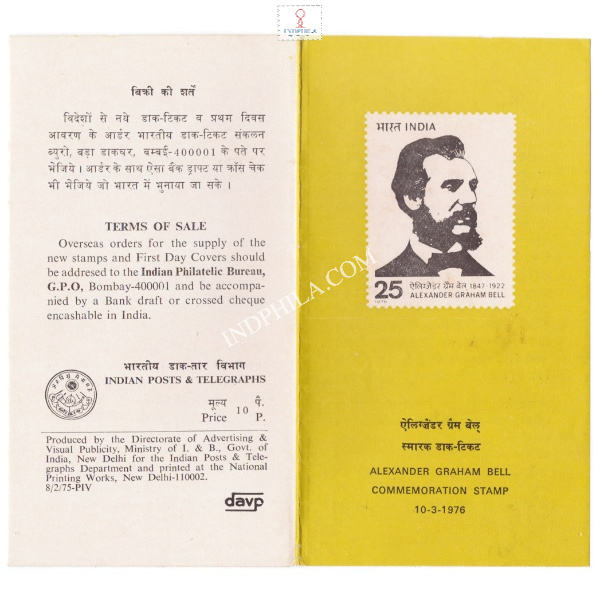 INDPHILA
बिक्री की शर्तें
विदेशों से नये डाक-टिकट व प्रथम दिवस
आवरण के आर्डर भारतीय डाक-टिकट संकलन
ब्यूरो, बड़ा डाकघर, बम्बई-400001 के पते पर
भेजिये। आर्डर के साथ ऐसा बैंक ड्राफ्ट या क्रॉस चेक
भी भेजिये जो भारत में भुनाया जा सके।
TERMS OF SALE
Overseas orders for the supply of the
new stamps and First Day Covers should
be addresed to the Indian Philatelic Bureau,
G.P.O, Bombay-400001 and be accompa-
nied by a Bank draft or crossed cheque
encashable in India.
भारतीय डाक-तार विभाग
INDIAN POSTS & TELEGRAPHS
मूल्य 10 पै.
Price 10 P.
Produced by the Directorate of Advertising &
Visual Publicity, Ministry of I. & B., Govt. of
India, New Delhi for the Indian Posts & Tele-
graphs Department and printed at the National
Printing Works, New Delhi-110002.
8/2/75-PIV
davp
भारत INDIA
25 ऐलिग्ज़ेंडर ग्रैम बेल 1847-1922
1976 ALEXANDER GRAHAM BELL
ऐलिग्ज़ेंडर ग्रैम बेल
स्मारक डाक-टिकट
ALEXANDER GRAHAM BELL
COMMEMORATION STAMP
10-3-1976
INDPHILA.COM